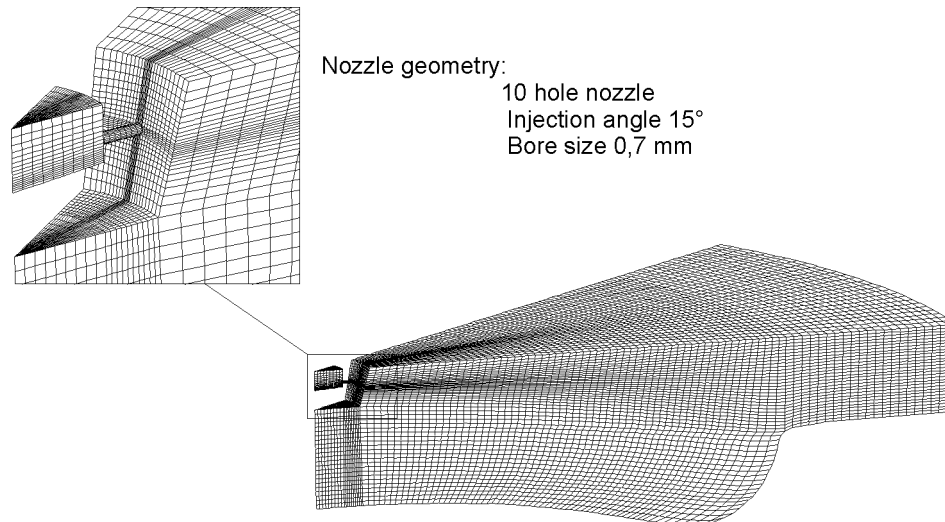 Nozzle geometry:
10 hole nozzle
Injection angle 15°
Bore size 0,7 mm